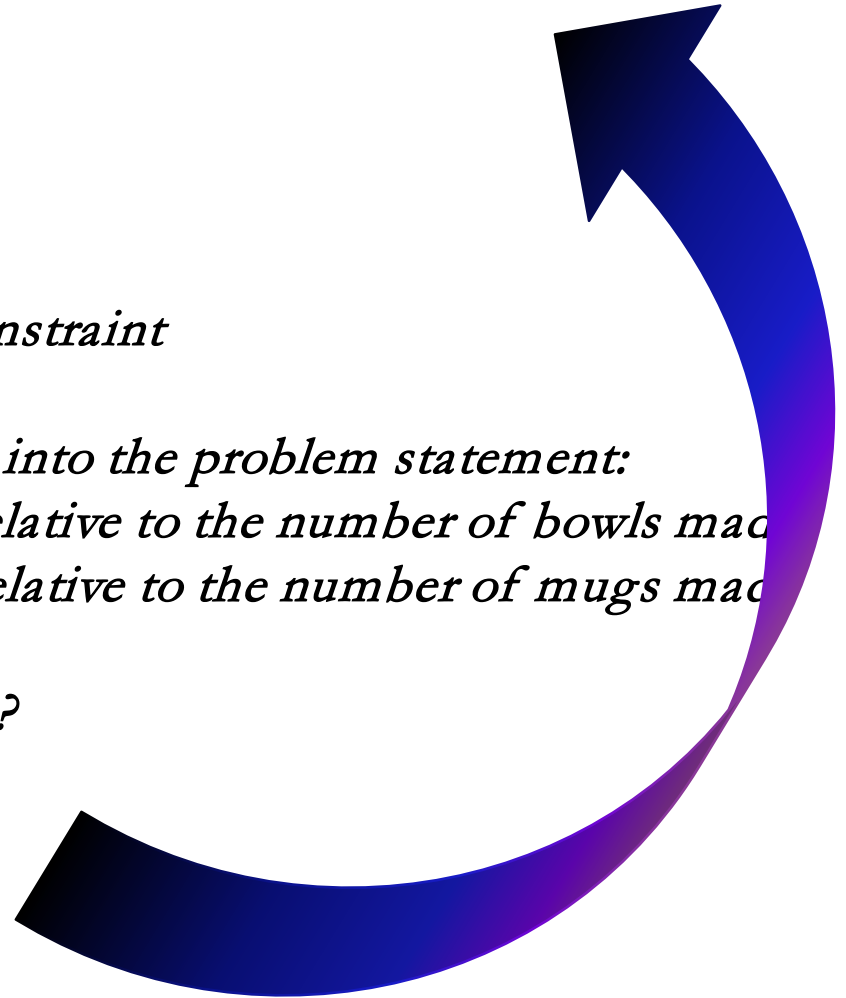 nstraint
into the problem statement:
elative to the number of bowls mad
elative to the number of mugs mad
?